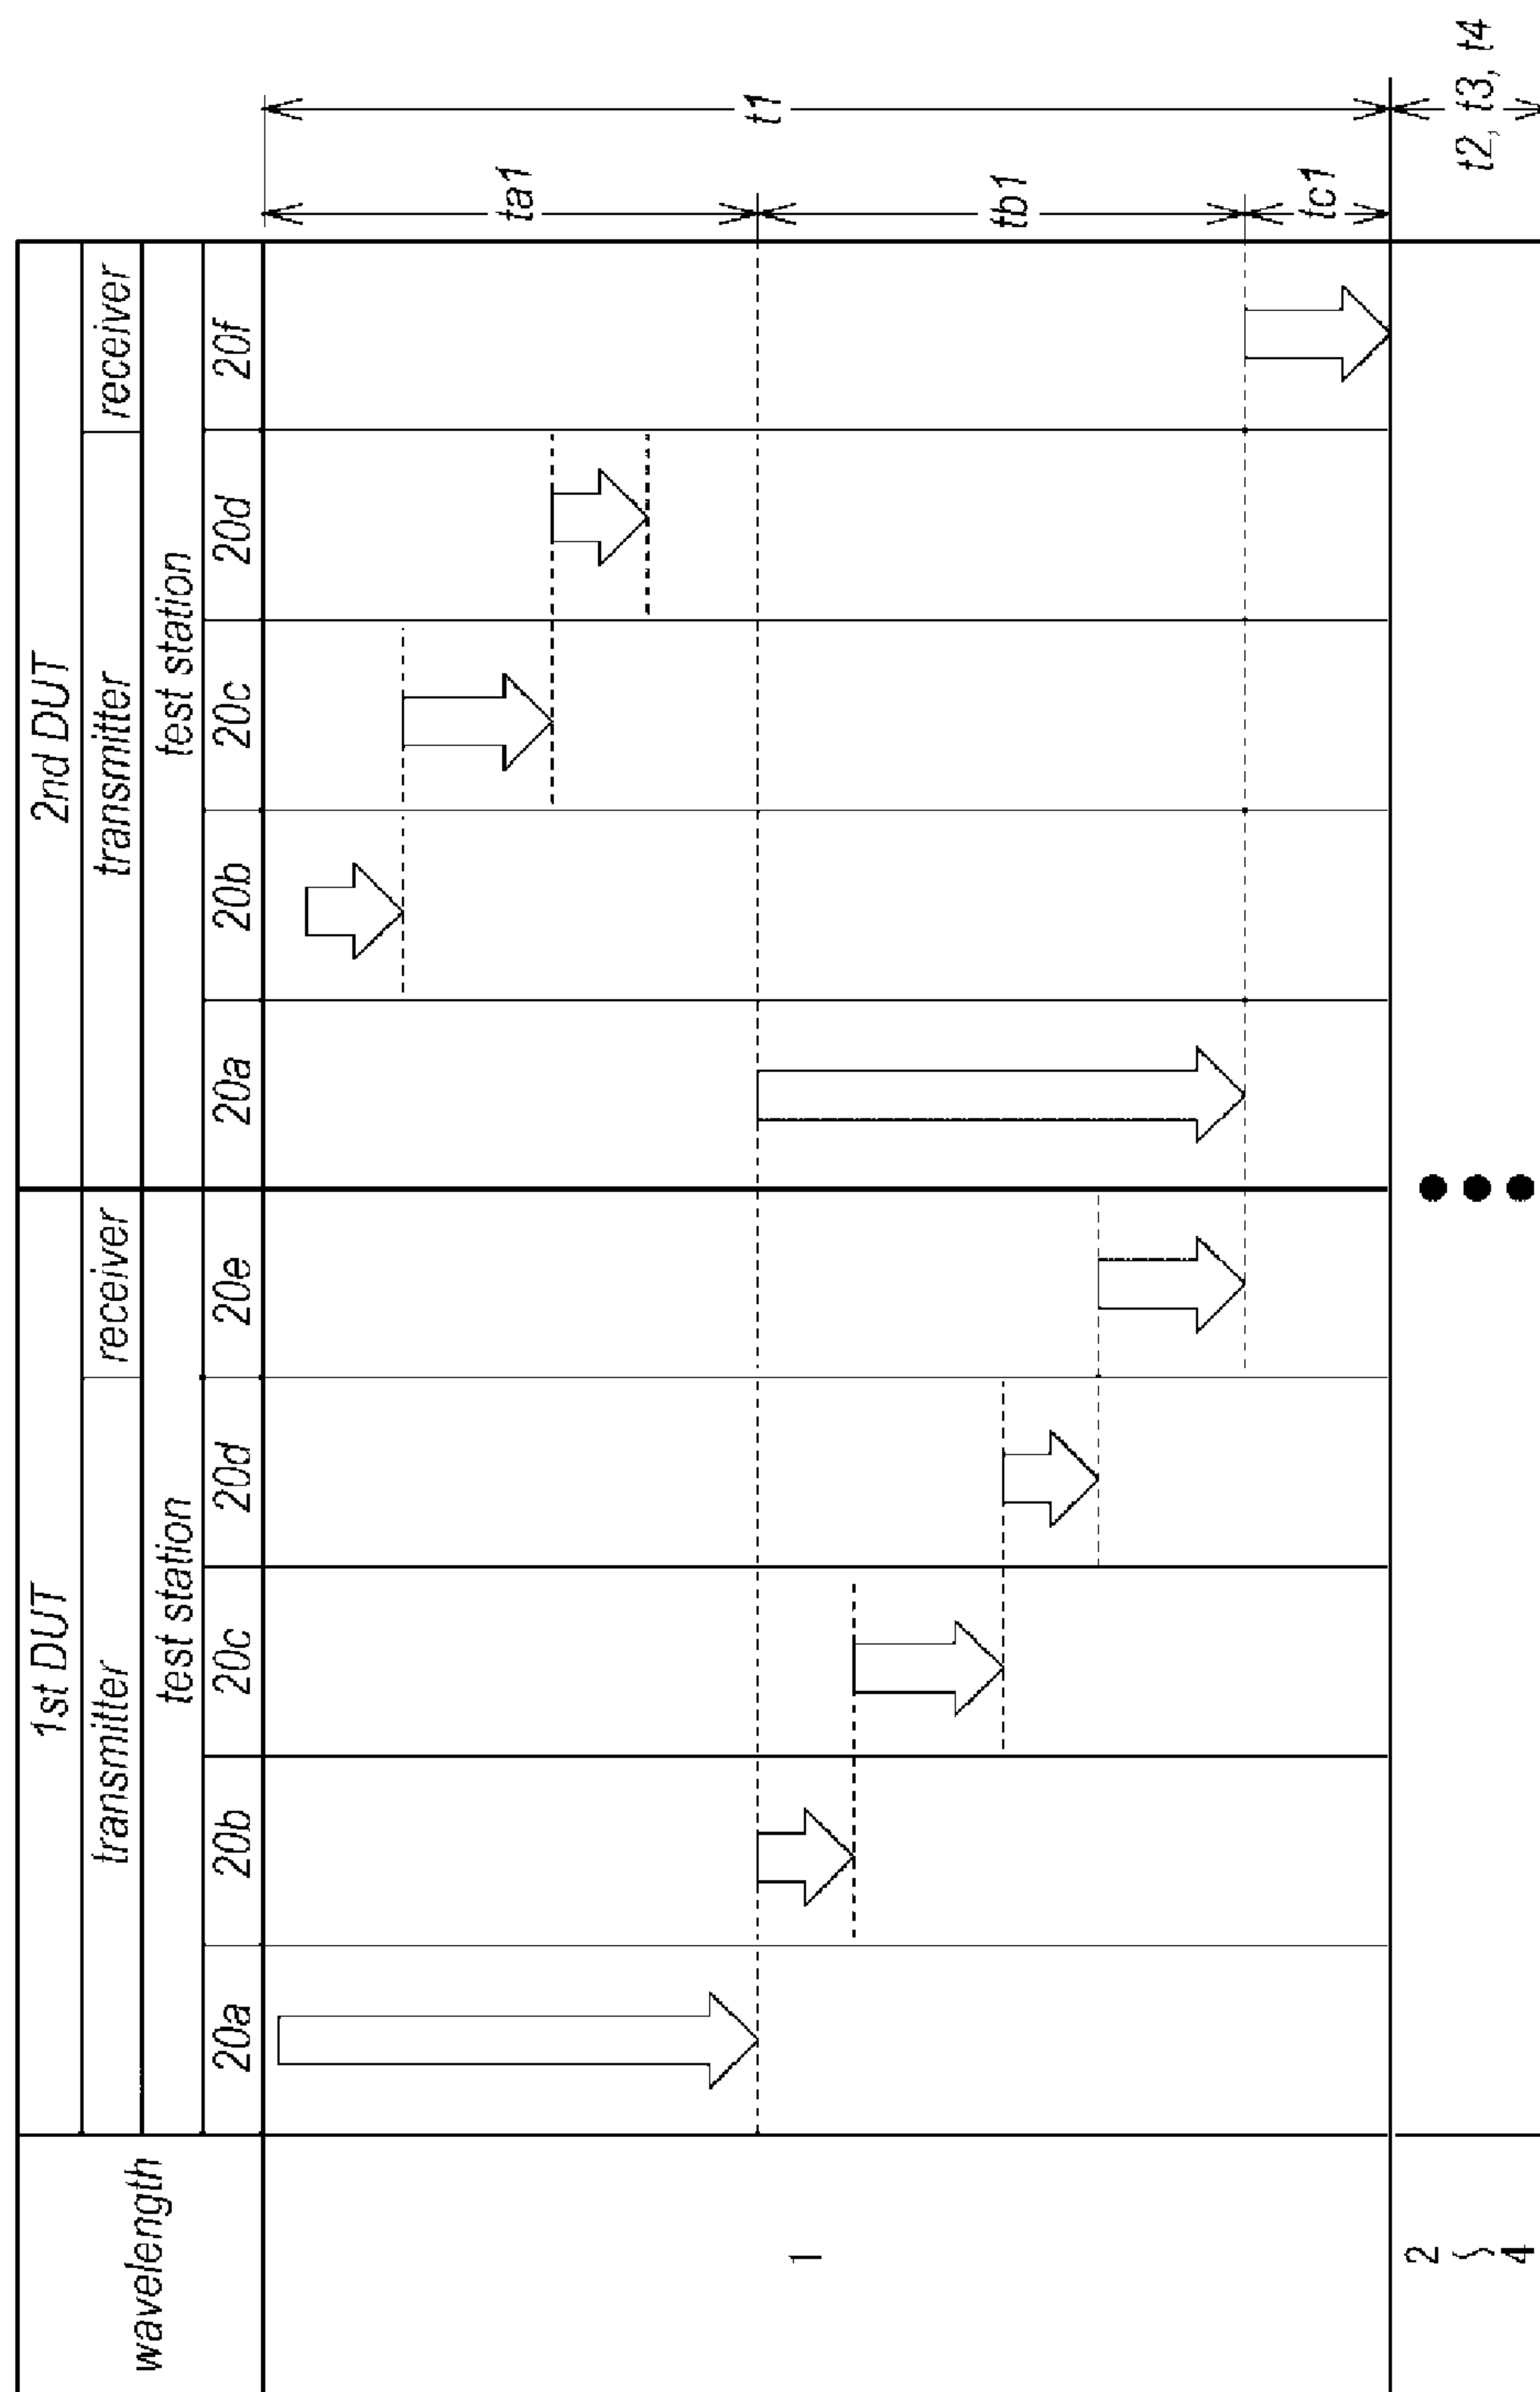 wavelength
1st DUT
2nd DUT
transmitter
receiver
transmitter
receiver
test station
test station
20a
20b
20c
20d
20e
20a
20b
20c
20d
20f
1
ta1
tb1
tc1
t1
2
~
4
t2, t3, t4